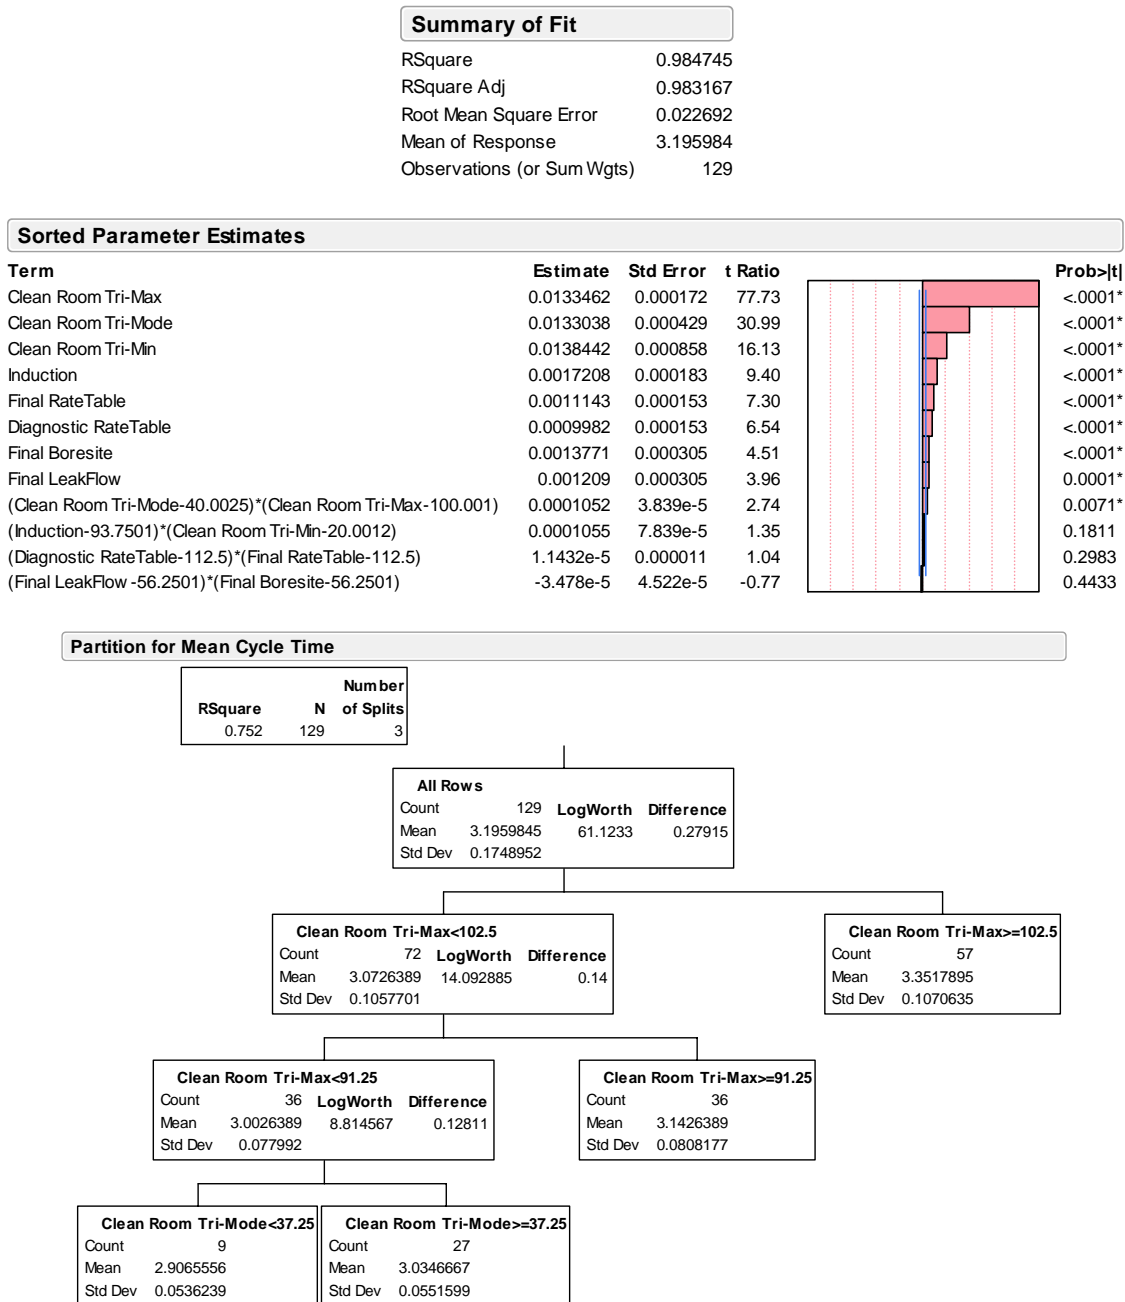 Summary of Fit
RSquare 0.984745
RSquare Adj 0.983167
Root Mean Square Error 0.022692
Mean of Response 3.195984
Observations (or Sum Wgts) 129
Sorted Parameter Estimates
Term Estimate Std Error t Ratio Prob>|t|
Clean Room Tri-Max 0.0133462 0.000172 77.73 <.0001*
Clean Room Tri-Mode 0.0133038 0.000429 30.99 <.0001*
Clean Room Tri-Min 0.0138442 0.000858 16.13 <.0001*
Induction 0.0017208 0.000183 9.40 <.0001*
Final RateTable 0.0011143 0.000153 7.30 <.0001*
Diagnostic RateTable 0.0009982 0.000153 6.54 <.0001*
Final Boresite 0.0013771 0.000305 4.51 <.0001*
Final LeakFlow 0.001209 0.000305 3.96 0.0001*
(Clean Room Tri-Mode-40.0025)*(Clean Room Tri-Max-100.001) 0.0001052 3.839e-5 2.74 0.0071*
(Induction-93.7501)*(Clean Room Tri-Min-20.0012) 0.0001055 7.839e-5 1.35 0.1811
(Diagnostic RateTable-112.5)*(Final RateTable-112.5) 1.1432e-5 0.000011 1.04 0.2983
(Final LeakFlow -56.2501)*(Final Boresite-56.2501) -3.478e-5 4.522e-5 -0.77 0.4433
Partition for Mean Cycle Time
Number
RSquare N of Splits
0.752 129 3
All Rows
Count 129 LogWorth Difference
Mean 3.1959845 61.1233 0.27915
Std Dev 0.1748952
Clean Room Tri-Max<102.5
Count 72 LogWorth Difference
Mean 3.0726389 14.092885 0.14
Std Dev 0.1057701
Clean Room Tri-Max>=102.5
Count 57
Mean 3.3517895
Std Dev 0.1070635
Clean Room Tri-Max<91.25
Count 36 LogWorth Difference
Mean 3.0026389 8.814567 0.12811
Std Dev 0.077992
Clean Room Tri-Max>=91.25
Count 36
Mean 3.1426389
Std Dev 0.0808177
Clean Room Tri-Mode<37.25
Count 9
Mean 2.9065556
Std Dev 0.0536239
Clean Room Tri-Mode>=37.25
Count 27
Mean 3.0346667
Std Dev 0.0551599